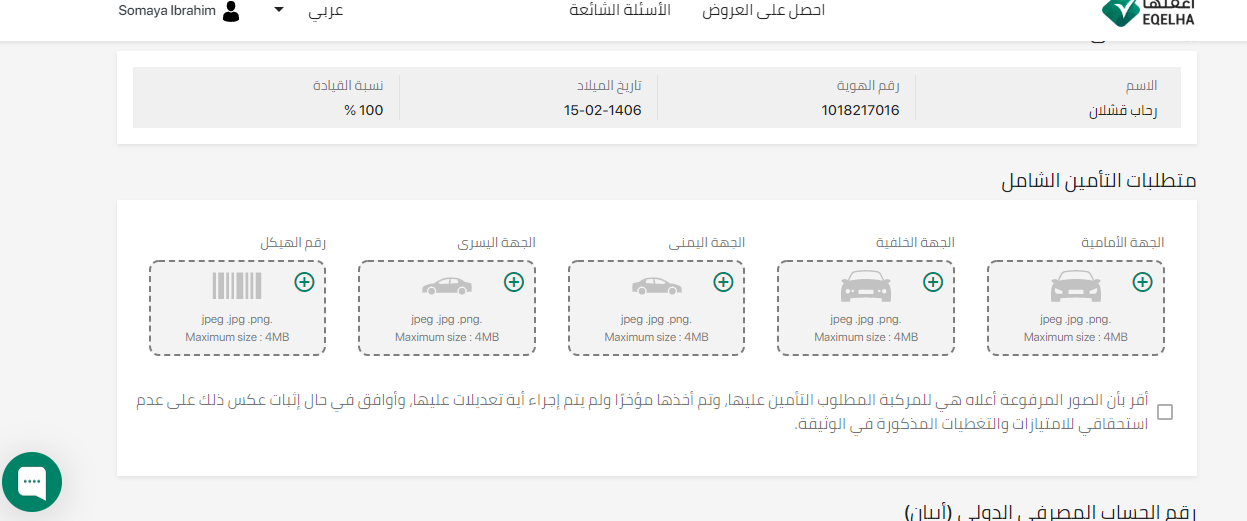 اعقلها
EQELHA
احصل على العروض
الأسئلة الشائعة
عربي
Somaya Ibrahim
الاسم
رحاب قشلان
رقم الهوية
1018217016
تاريخ الميلاد
15-02-1406
نسبة القيادة
100 %
متطلبات التأمين الشامل
الجهة الأمامية
jpeg .jpg .png.
Maximum size : 4MB
الجهة الخلفية
jpeg .jpg .png.
Maximum size : 4MB
الجهة اليمنى
jpeg .jpg .png.
Maximum size : 4MB
الجهة اليسرى
jpeg .jpg .png.
Maximum size : 4MB
رقم الهيكل
jpeg .jpg .png.
Maximum size : 4MB
أقر بأن الصور المرفوعة أعلاه هي للمركبة المطلوب التأمين عليها، وتم أخذها مؤخرًا ولم يتم إجراء أية تعديلات عليها، وأوافق في حال إثبات عكس ذلك على عدم
استحقاقي للامتيازات والتغطيات المذكورة في الوثيقة.
رقم الحساب المصرفي الدولي (أيبان)